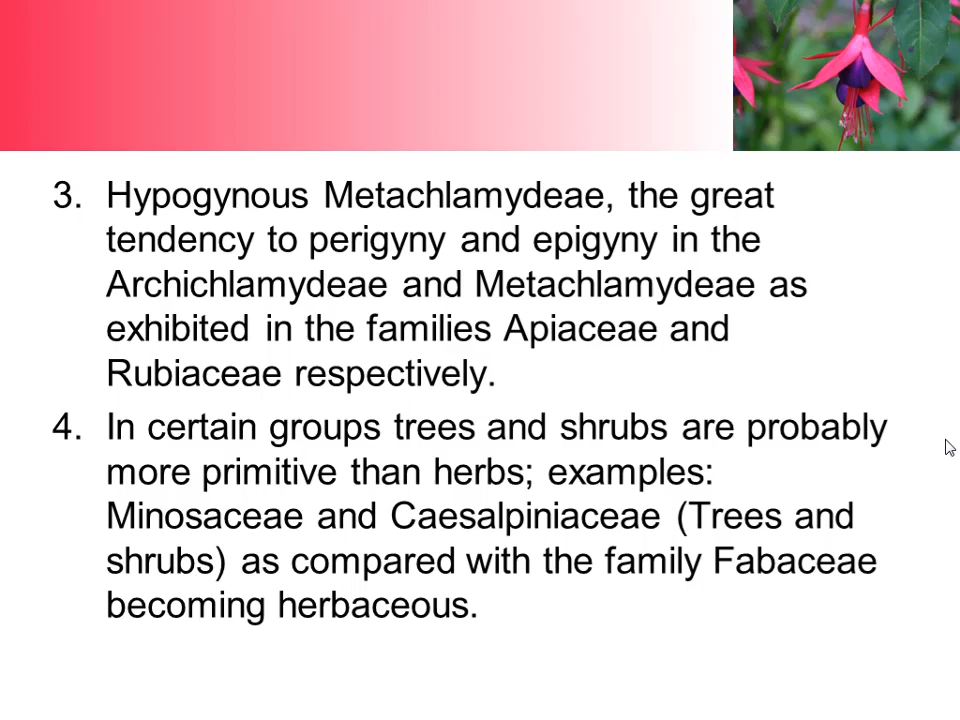 3. Hypogynous Metachlamydeae, the great
tendency to perigyny and epigyny in the
Archichlamydeae and Metachlamydeae as
exhibited in the families Apiaceae and
Rubiaceae respectively.
4. In certain groups trees and shrubs are probably
more primitive than herbs; examples:
Minosaceae and Caesalpiniaceae (Trees and
shrubs) as compared with the family Fabaceae
becoming herbaceous.